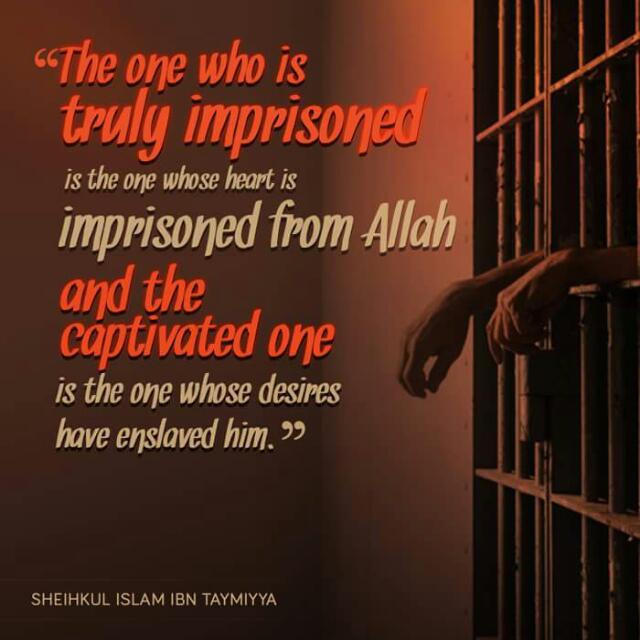 “The one who is
truly imprisoned
is the one whose heart is
imprisoned from Allah
and the
captivated one
is the one whose desires
have enslaved him.”
SHEIHKUL ISLAM IBN TAYMIYYA